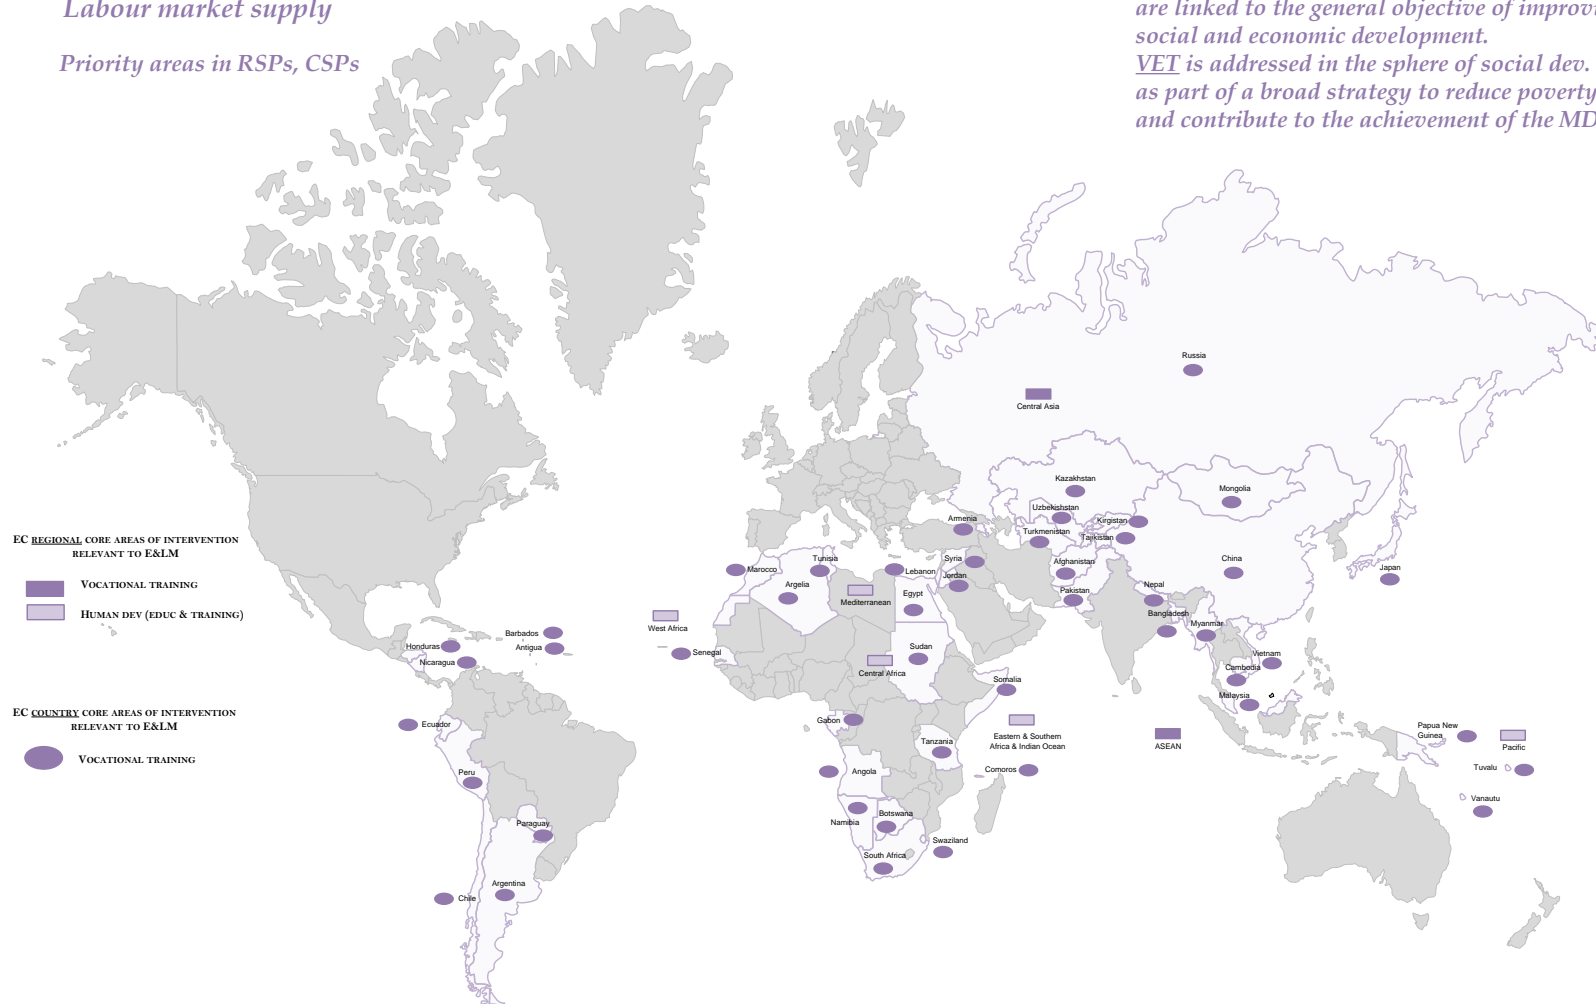 Labour market supply
Priority areas in RSPs, CSPs
are linked to the general objective of improvi
social and economic development.
VET is addressed in the sphere of social dev.
as part of a broad strategy to reduce poverty
and contribute to the achievement of the MD
Russia
Central Asia
Kazakhstan
Mongolia
Uzbekishstan
Armenia
Kirgistan
Turkmenistan
Tajikistan
Tunisia
Syria
Afghanistan
China
Marocco
Lebanon
Japan
Jordan
Argelia
Egypt
Pakistan
Nepal
Mediterranean
Bangladesh
Myanmar
West Africa
Barbados
Honduras
Antigua
Senegal
Sudan
Vietnam
Nicaragua
Central Africa
Cambodia
Somalia
Malaysia
EC REGIONAL CORE AREAS OF INTERVENTION
RELEVANT TO E&LM
VOCATIONAL TRAINING
HUMAN DEV (EDUC & TRAINING)
EC COUNTRY CORE AREAS OF INTERVENTION
RELEVANT TO E&LM
VOCATIONAL TRAINING
Ecuador
Gabon
Eastern & Southern
Africa & Indian Ocean
Tanzania
ASEAN
Papua New
Guinea
Pacific
Peru
Angola
Comoros
Tuvalu
Vanautu
Namibia
Botswana
Paraguay
Swaziland
South Africa
Argentina
Chile